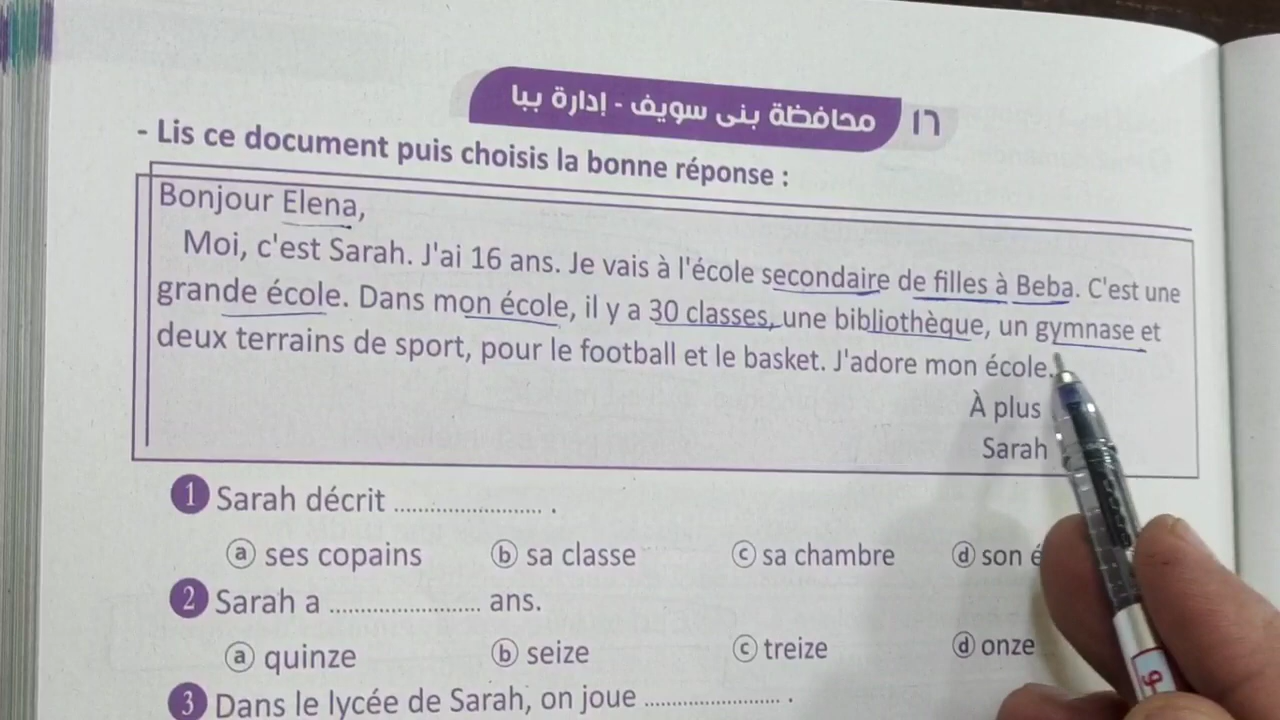 ١٦ محافظة بنى سويف - إدارة ببا
- Lis ce document puis choisis la bonne réponse :
Bonjour Elena,
Moi, c'est Sarah. J'ai 16 ans. Je vais à l'école secondaire de filles à Beba. C'est une
grande école. Dans mon école, il y a 30 classes, une bibliothèque, un gymnase et
deux terrains de sport, pour le football et le basket. J'adore mon école.
À plus
Sarah
1 Sarah décrit ...................... .
a ses copains b sa classe c sa chambre d son
2 Sarah a ....................... ans.
a quinze b seize c treize d onze
3 Dans le lycée de Sarah, on joue .................... .